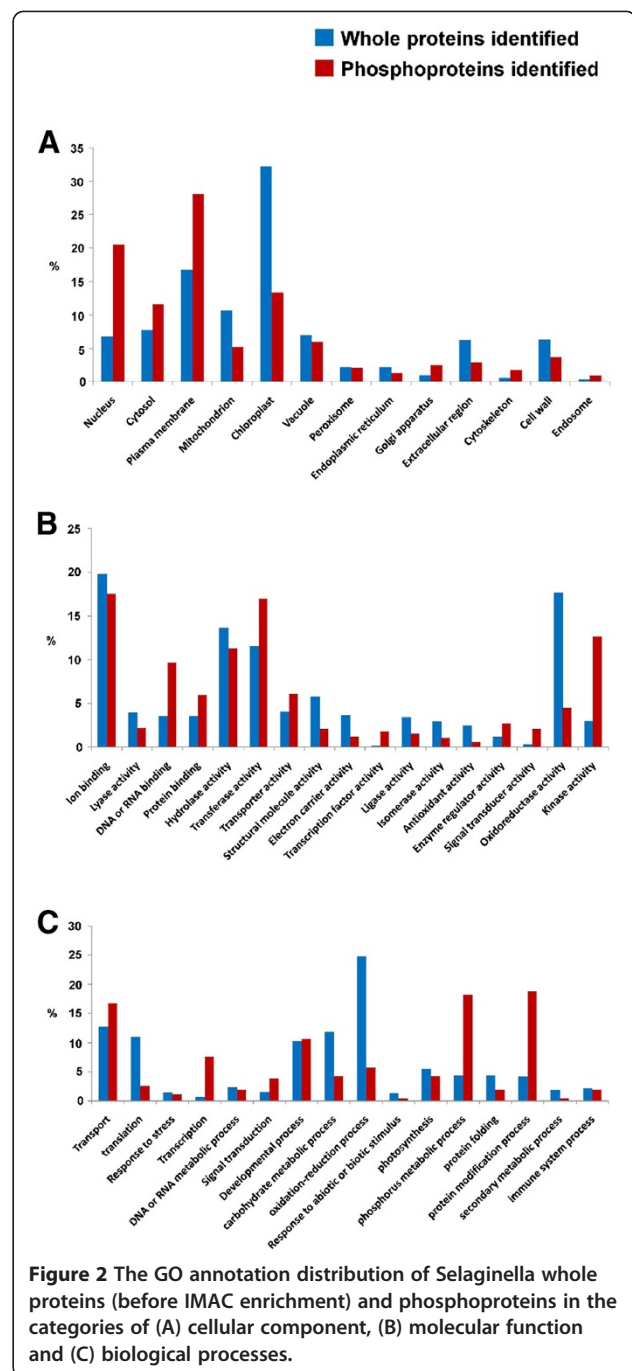 Whole proteins identified
Phosphoproteins identified
A
35
30
25
%
20
15
10
5
0
Nucleus
Cytosol
Plasma membrane
Mitochondrion
Chloroplast
Vacuole
Peroxisome
Endoplasmic reticulum
Golgi apparatus
Extracellular region
Cytoskeleton
Cell wall
Endosome
B
25
20
%
15
10
5
0
Ion binding
Lyase activity
DNA or RNA binding
Protein binding
Hydrolase activity
Transferase activity
Transporter activity
Structural molecule activity
Electron carrier activity
Transcription factor activity
Ligase activity
Isomerase activity
Antioxidant activity
Enzyme regulator activity
Signal transducer activity
Oxidoreductase activity
Kinase activity
C
30
25
20
%
15
10
5
0
Transport
translation
Response to stress
Transcription
DNA or RNA metabolic process
Signal transduction
Developmental process
carbohydrate metabolic process
oxidation-reduction process
Response to abiotic or biotic stimulus
photosynthesis
phosphorus metabolic process
protein folding
protein modification process
secondary metabolic process
immune system process
Figure 2 The GO annotation distribution of Selaginella whole
proteins (before IMAC enrichment) and phosphoproteins in the
categories of (A) cellular component, (B) molecular function
and (C) biological processes.